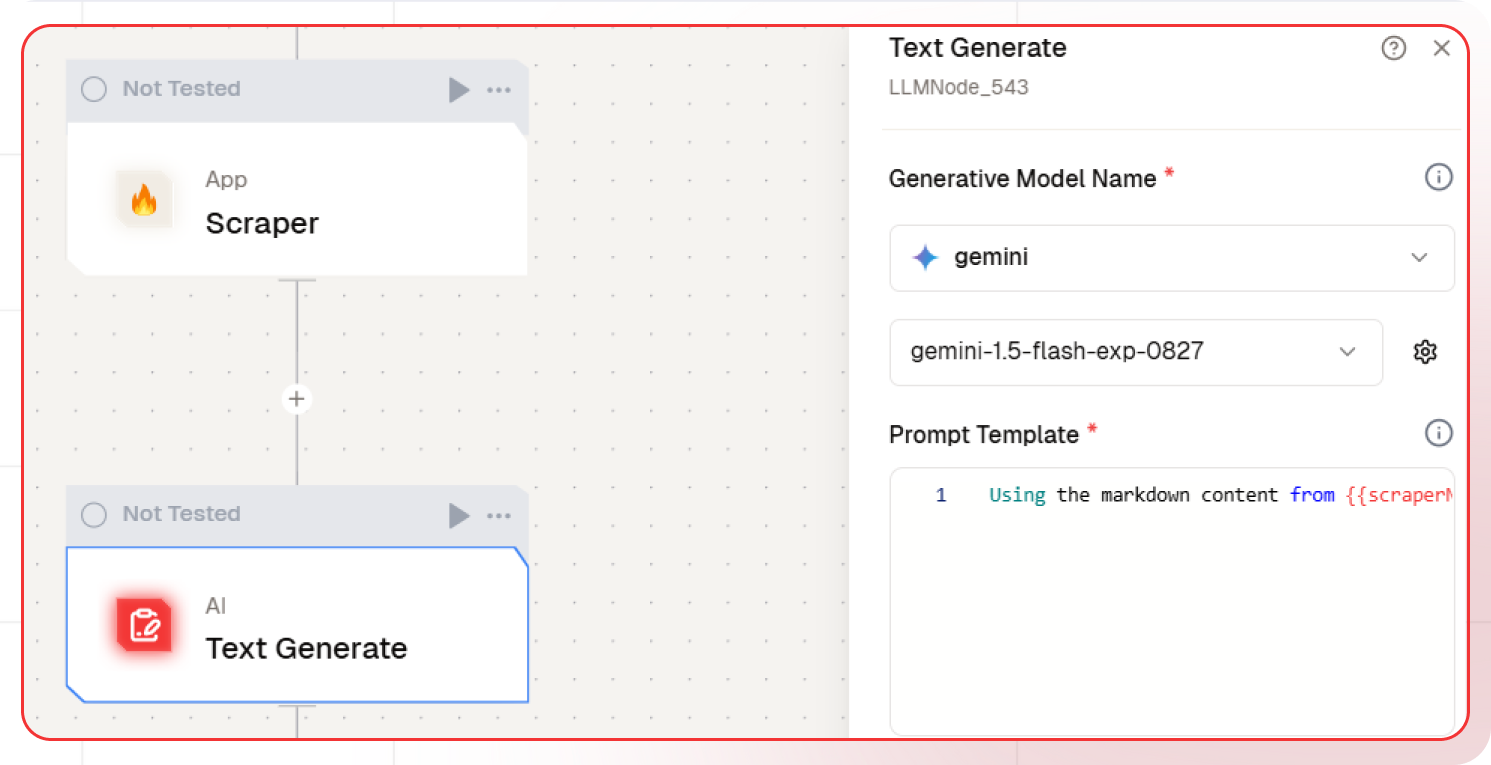 Not Tested
App
Scraper
Not Tested
AI
Text Generate
Text Generate
LLMNode_543
Generative Model Name *
gemini
gemini-1.5-flash-exp-0827
Prompt Template *
1 Using the markdown content from {{scraperN